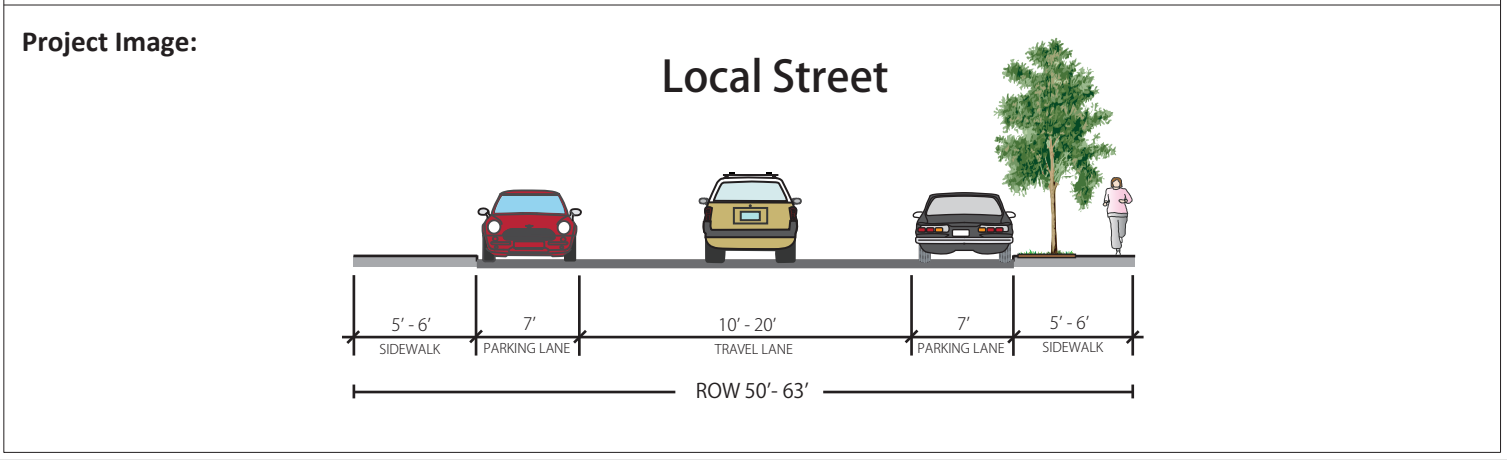 Project Image:
Local Street
5’ - 6’
7’
10’ - 20’
7’
5’ - 6’
SIDEWALK
PARKING LANE
TRAVEL LANE
PARKING LANE
SIDEWALK
ROW 50’- 63’